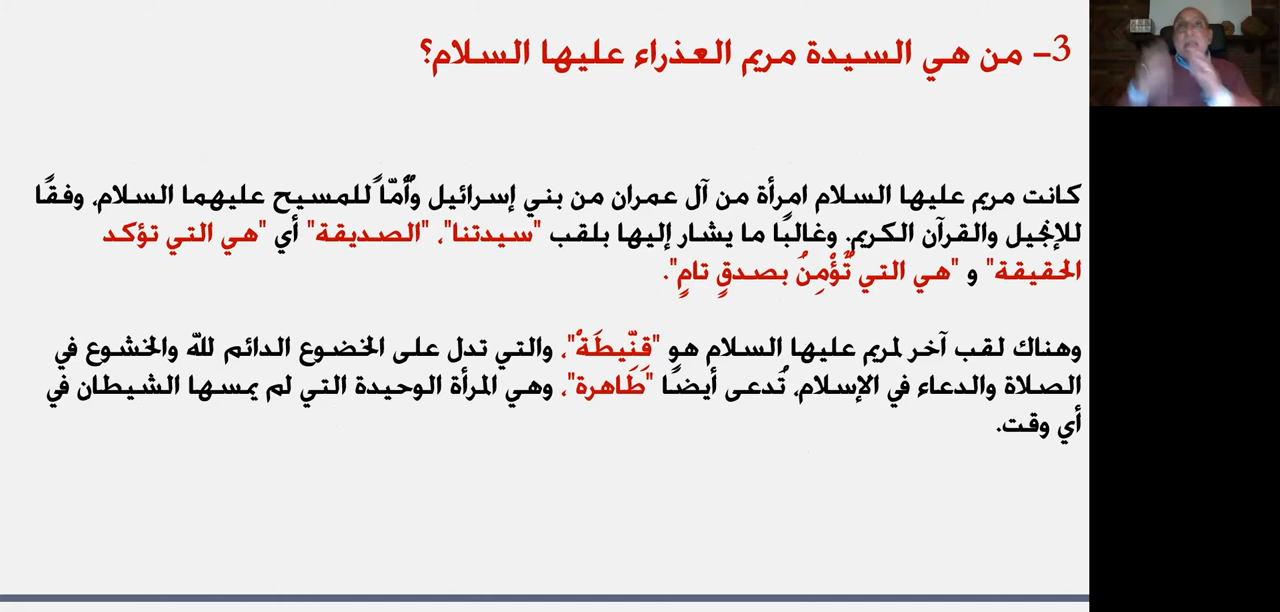 3- من هي السيدة مريم العذراء عليها السلام؟
كانت مريم عليها السلام امرأة من آل عمران من بني إسرائيل وأُمّاً للمسيح عليهما السلام، وفقًا
للإنجيل والقرآن الكريم. وغالبًا ما يشار إليها بلقب "سيدتنا"، "الصديقة" أي "هي التي تؤكد
الحقيقة" و "هي التي تُؤْمِنُ بصدقٍ تامٍ".
وهناك لقب آخر لمريم عليها السلام هو "قِنّيطَةْ"، والتي تدل على الخضوع الدائم لله والخشوع في
الصلاة والدعاء في الإسلام، تُدعى أيضًا "طَاهرة"، وهي المرأة الوحيدة التي لم يمسها الشيطان في
أي وقت.